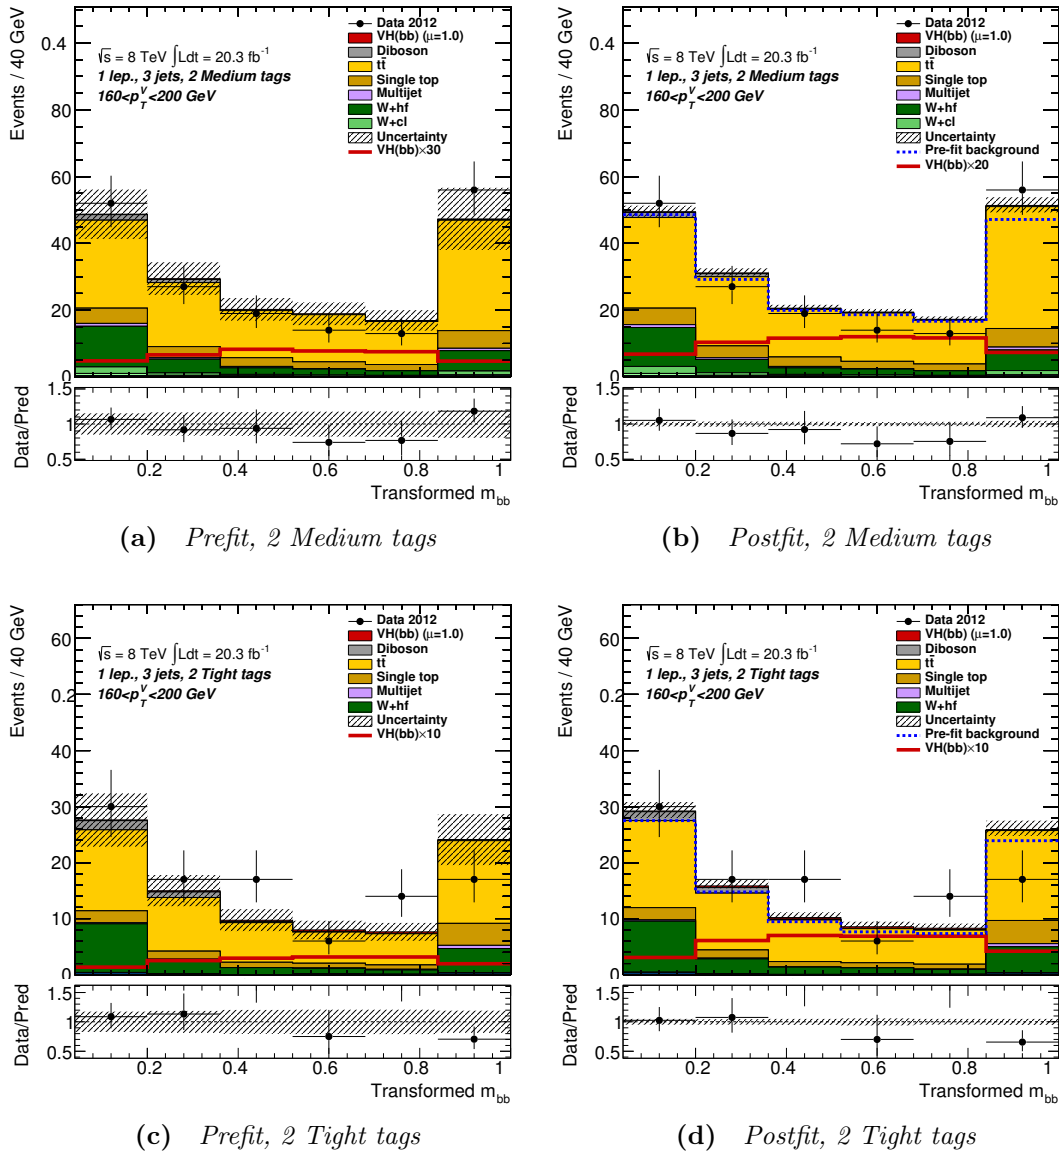 Events / 40 GeV
0.4
60
40
20
0
√s = 8 TeV ∫Ldt = 20.3 fb⁻¹
1 lep., 3 jets, 2 Medium tags
160<p_T^V<200 GeV
Data 2012
VH(bb) (μ=1.0)
Diboson
tt̄
Single top
Multijet
W+hf
W+cl
Uncertainty
VH(bb)×30
Data/Pred
1.5
1
0.5
0.2 0.4 0.6 0.8 1
Transformed m_bb
(a) Prefit, 2 Medium tags
Events / 40 GeV
0.4
60
40
20
0
√s = 8 TeV ∫Ldt = 20.3 fb⁻¹
1 lep., 3 jets, 2 Medium tags
160<p_T^V<200 GeV
Data 2012
VH(bb) (μ=1.0)
Diboson
tt̄
Single top
Multijet
W+hf
W+cl
Uncertainty
Pre-fit background
VH(bb)×20
Data/Pred
1.5
1
0.5
0.2 0.4 0.6 0.8 1
Transformed m_bb
(b) Postfit, 2 Medium tags
Events / 40 GeV
60
0.2
40
30
20
10
0
√s = 8 TeV ∫Ldt = 20.3 fb⁻¹
1 lep., 3 jets, 2 Tight tags
160<p_T^V<200 GeV
Data 2012
VH(bb) (μ=1.0)
Diboson
tt̄
Single top
Multijet
W+hf
Uncertainty
VH(bb)×10
Data/Pred
1.5
1
0.5
0.2 0.4 0.6 0.8 1
Transformed m_bb
(c) Prefit, 2 Tight tags
Events / 40 GeV
60
0.2
40
30
20
10
0
√s = 8 TeV ∫Ldt = 20.3 fb⁻¹
1 lep., 3 jets, 2 Tight tags
160<p_T^V<200 GeV
Data 2012
VH(bb) (μ=1.0)
Diboson
tt̄
Single top
Multijet
W+hf
Uncertainty
Pre-fit background
VH(bb)×10
Data/Pred
1.5
1
0.5
0.2 0.4 0.6 0.8 1
Transformed m_bb
(d) Postfit, 2 Tight tags